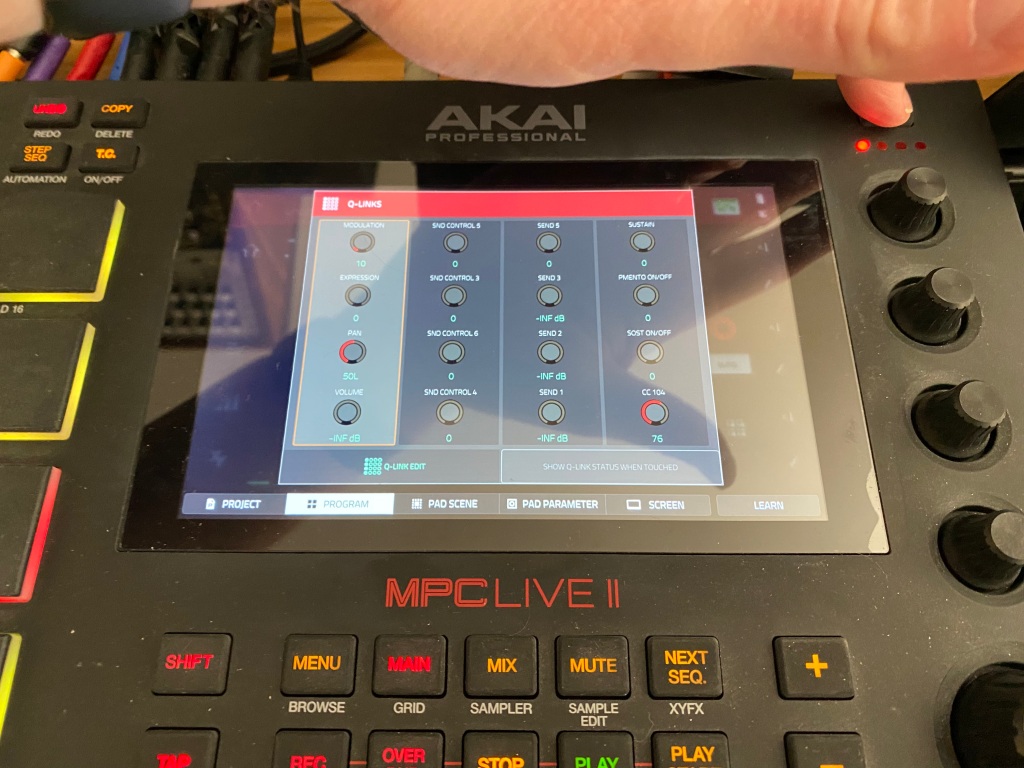 UNDO
COPY
REDO
DELETE
STEP
SEQ
T.C.
AUTOMATION
ON/OFF
AKAI
PROFESSIONAL
D 16
Q-LINKS
MODULATION
SND CONTROL 5
SEND 5
SUSTAIN
10
0
0
0
EXPRESSION
SND CONTROL 3
SEND 3
PMENTO ON/OFF
0
0
-INF dB
0
PAN
SND CONTROL 6
SEND 2
SOST ON/OFF
50L
0
-INF dB
0
VOLUME
SND CONTROL 4
SEND 1
CC 104
-INF dB
0
-INF dB
76
Q-LINK EDIT
SHOW Q-LINK STATUS WHEN TOUCHED
PROJECT
PROGRAM
PAD SCENE
PAD PARAMETER
SCREEN
LEARN
MPC LIVE II
SHIFT
MENU
MAIN
MIX
MUTE
NEXT
SEQ.
+
BROWSE
GRID
SAMPLER
SAMPLE
EDIT
XYFX
TAP
REC
OVER
STOP
PLAY
PLAY